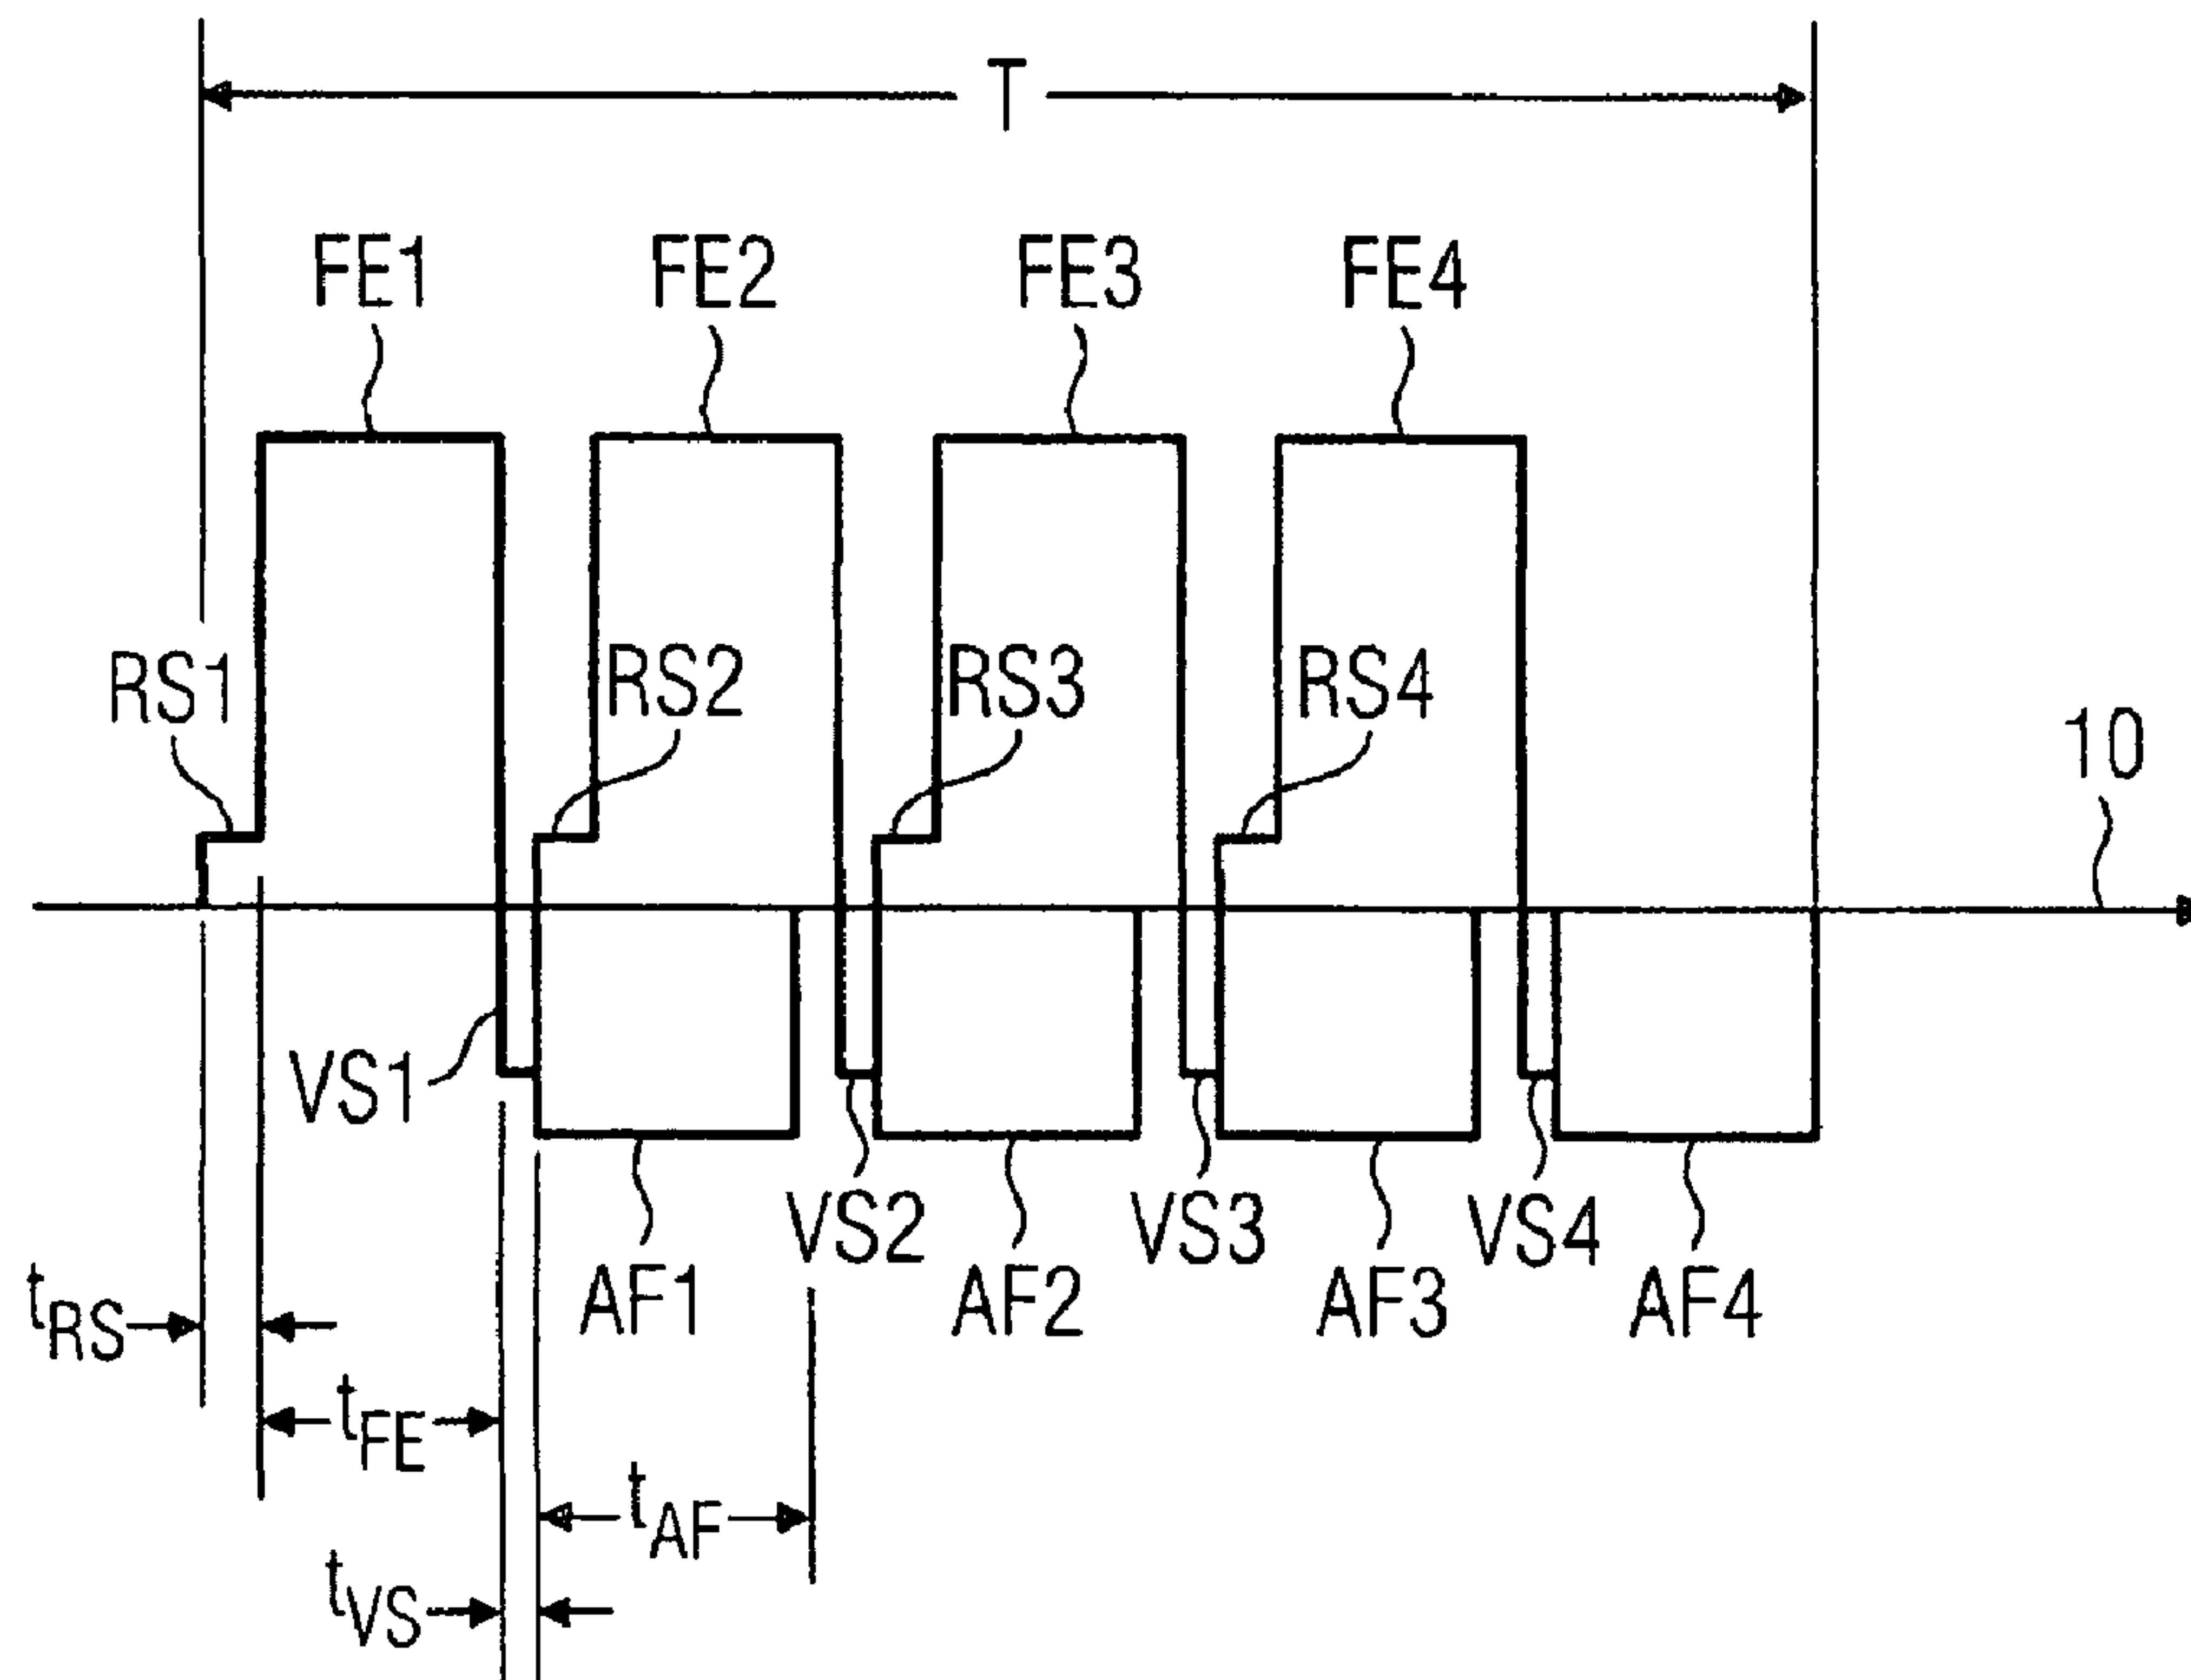 T
FE1 FE2 FE3 FE4
RS1 RS2 RS3 RS4
10
VS1
VS2 VS3 VS4
AF1 AF2 AF3 AF4
tRS
tFE
tAF
tVS